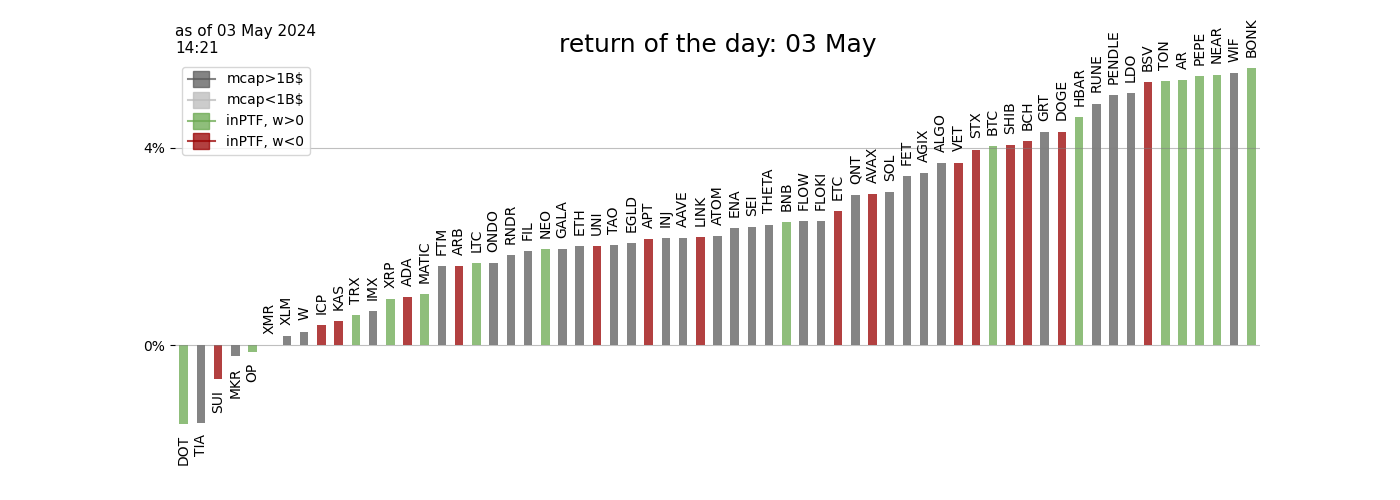 as of 03 May 2024
14:21
return of the day: 03 May
mcap>1B$
mcap<1B$
inPTF, w>0
inPTF, w<0
4%
0%
DOT
TIA
SUI
MKR
OP
XMR
XLM
W
ICP
KAS
TRX
IMX
XRP
ADA
MATIC
FTM
ARB
LTC
ONDO
RNDR
FIL
NEO
GALA
ETH
UNI
TAO
EGLD
APT
INJ
AAVE
LINK
ATOM
ENA
SEI
THETA
BNB
FLOW
FLOKI
ETC
QNT
AVAX
SOL
FET
AGIX
ALGO
VET
STX
BTC
SHIB
BCH
GRT
DOGE
HBAR
RUNE
PENDLE
LDO
BSV
TON
AR
PEPE
NEAR
WIF
BONK